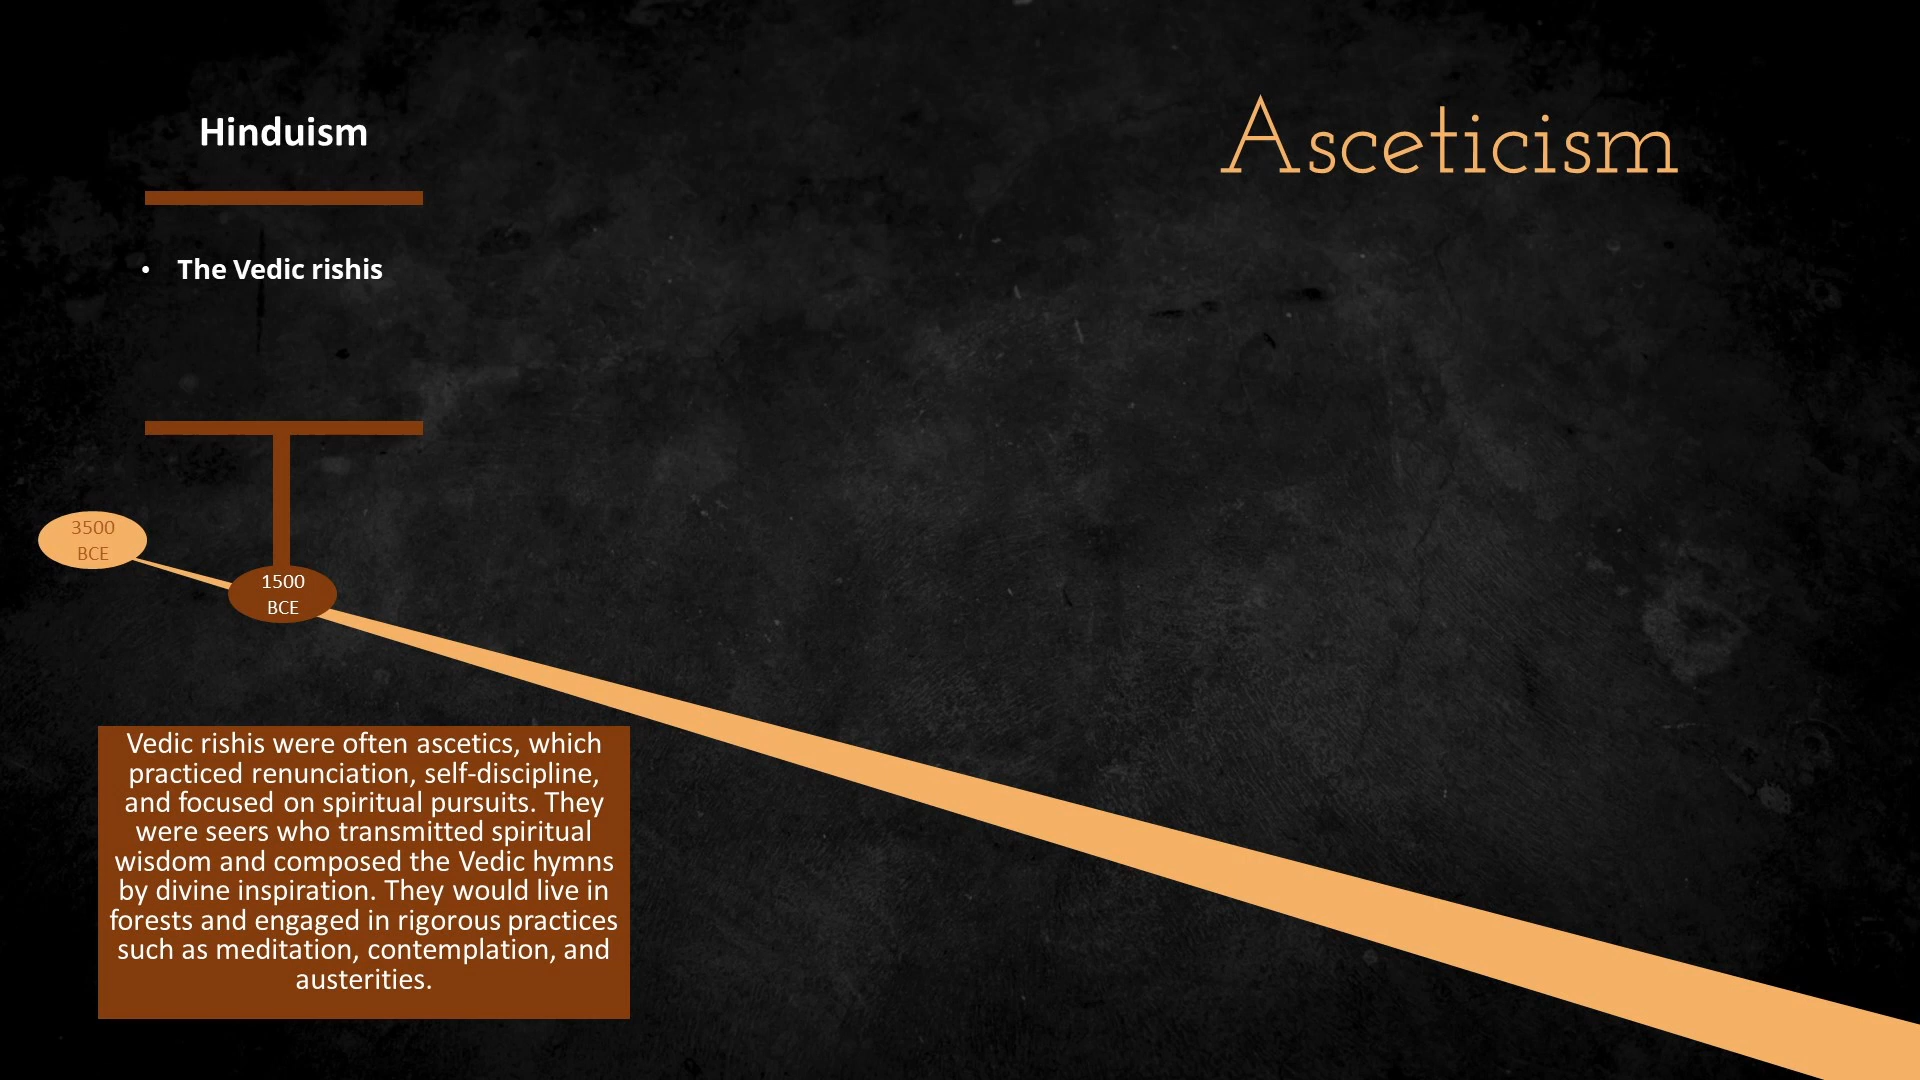 Hinduism
Asceticism
• The Vedic rishis
3500
BCE
1500
BCE
Vedic rishis were often ascetics, which
practiced renunciation, self-discipline,
and focused on spiritual pursuits. They
were seers who transmitted spiritual
wisdom and composed the Vedic hymns
by divine inspiration. They would live in
forests and engaged in rigorous practices
such as meditation, contemplation, and
austerities.